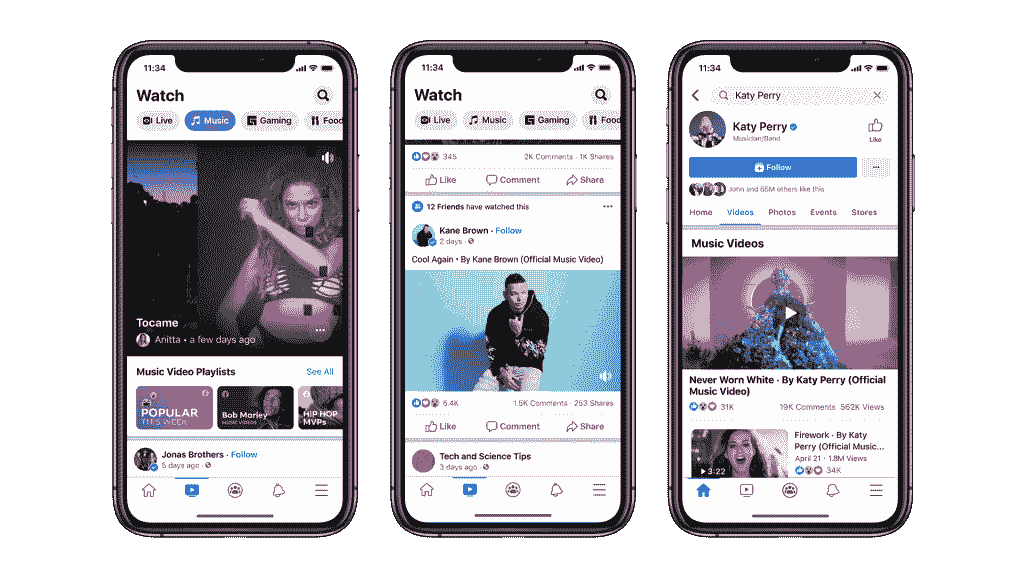 11:34
Watch
Live
Music
Gaming
Food
Tocame
Anitta • a few days ago
Music Video Playlists
See All
POPULAR
THIS WEEK
Bob Marley
MUSIC VIDEOS
HIP HOP
MVPs
Jonas Brothers · Follow
5 days ago ·
11:34
Watch
Live
Music
Gaming
Food
345
2K Comments · 1K Shares
Like
Comment
Share
12 Friends have watched this
Kane Brown · Follow
2 days ·
Cool Again • By Kane Brown (Official Music Video)
5.4K
1.5K Comments · 253 Shares
Like
Comment
Share
Tech and Science Tips
3 days ago ·
11:34
Katy Perry
Katy Perry
Musician/Band
Like
Follow
John and 66M others like this
Home
Videos
Photos
Events
Stores
Music Videos
Never Worn White · By Katy Perry (Official
Music Video)
31K
19K Comments 562K Views
3:22
Firework · By Katy
Perry (Official Music...
April 21 · 1.8M Views
34K